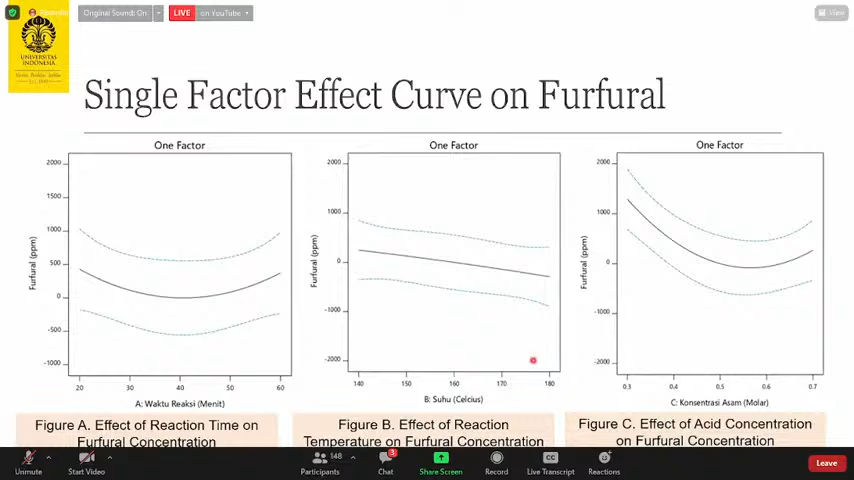 Original Sound: On
LIVE on YouTube
View
UNIVERSITAS
INDONESIA
Single Factor Effect Curve on Furfural
One Factor
One Factor
One Factor
2000
1500
1000
500
0
-500
-1000
Furfural (ppm)
20
30
40
50
60
A: Waktu Reaksi (Menit)
2000
1000
0
-1000
-2000
Furfural (ppm)
140
150
160
170
180
B: Suhu (Celcius)
2000
1000
0
-1000
-2000
Furfural (ppm)
0.3
0.4
0.5
0.6
0.7
C: Konsentrasi Asam (Molar)
Figure A. Effect of Reaction Time on
Furfural Concentration
Figure B. Effect of Reaction
Temperature on Furfural Concentration
Figure C. Effect of Acid Concentration
on Furfural Concentration
Unmute
Start Video
148
Participants
3
Chat
Share Screen
Record
CC
Live Transcript
Reactions
Leave